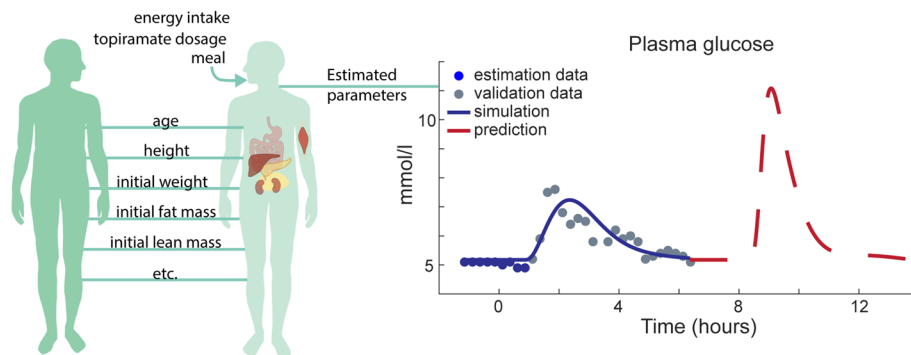 energy intake
topiramate dosage
meal
Estimated
parameters
age
height
initial weight
initial fat mass
initial lean mass
etc.
Plasma glucose
estimation data
validation data
simulation
prediction
mmol/l
10
5
0
4
8
12
Time (hours)